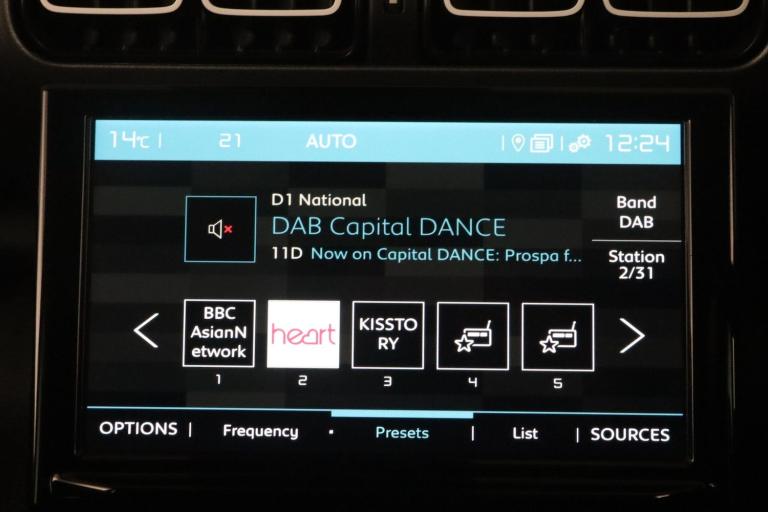 14°C | 21 AUTO | | 12:24
D1 National
DAB Capital DANCE
11D Now on Capital DANCE: Prospa f...
Band
DAB
Station
2/31
BBC
AsianN
etwork
heart
KISSTO
RY
1 2 3 4 5
OPTIONS | Frequency · Presets | List | SOURCES